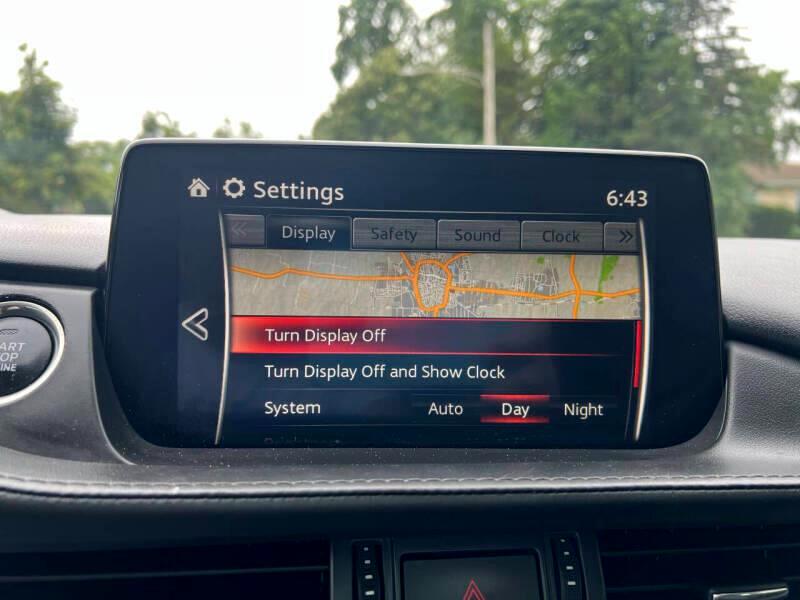 Settings
6:43
« Display Safety Sound Clock »
Turn Display Off
Turn Display Off and Show Clock
System Auto Day Night